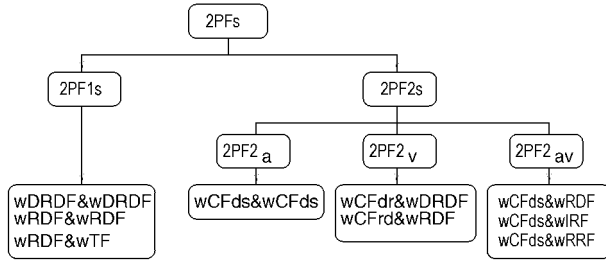 2PFs
2PF1s
2PF2s
2PF2 a
2PF2 v
2PF2 av
wDRDF&wDRDF
wRDF&wRDF
wRDF&wTF
wCFds&wCFds
wCFdr&wDRDF
wCFrd&wRDF
wCFds&wRDF
wCFds&wIRF
wCFds&wRRF